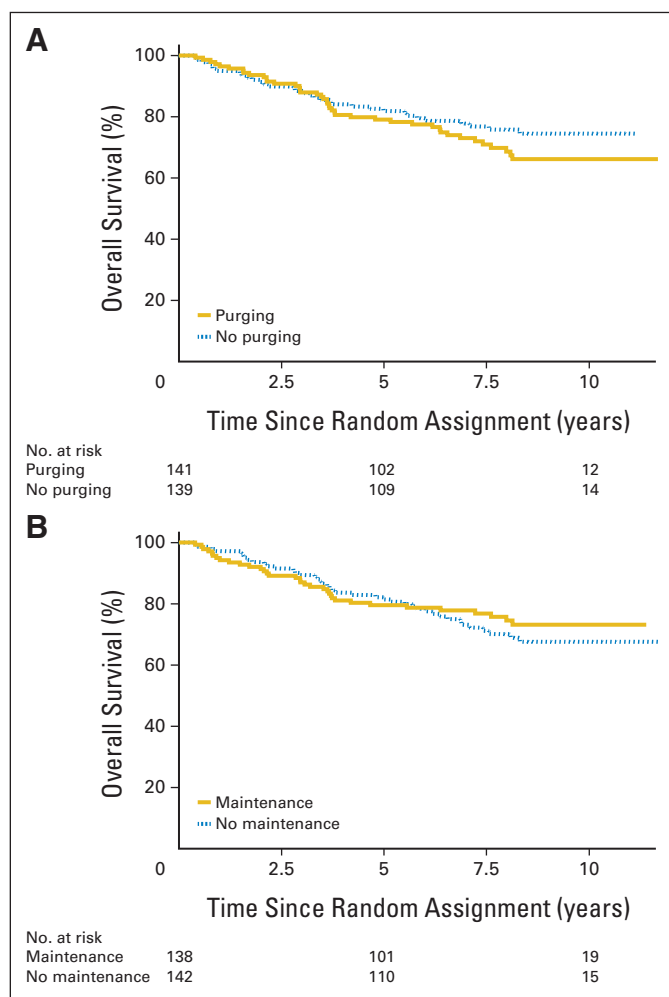 A
100
80
60
40
20
Overall Survival (%)
Purging
No purging
0 2.5 5 7.5 10
Time Since Random Assignment (years)
No. at risk
Purging 141 102 12
No purging 139 109 14
B
100
80
60
40
20
Overall Survival (%)
Maintenance
No maintenance
0 2.5 5 7.5 10
Time Since Random Assignment (years)
No. at risk
Maintenance 138 101 19
No maintenance 142 110 15